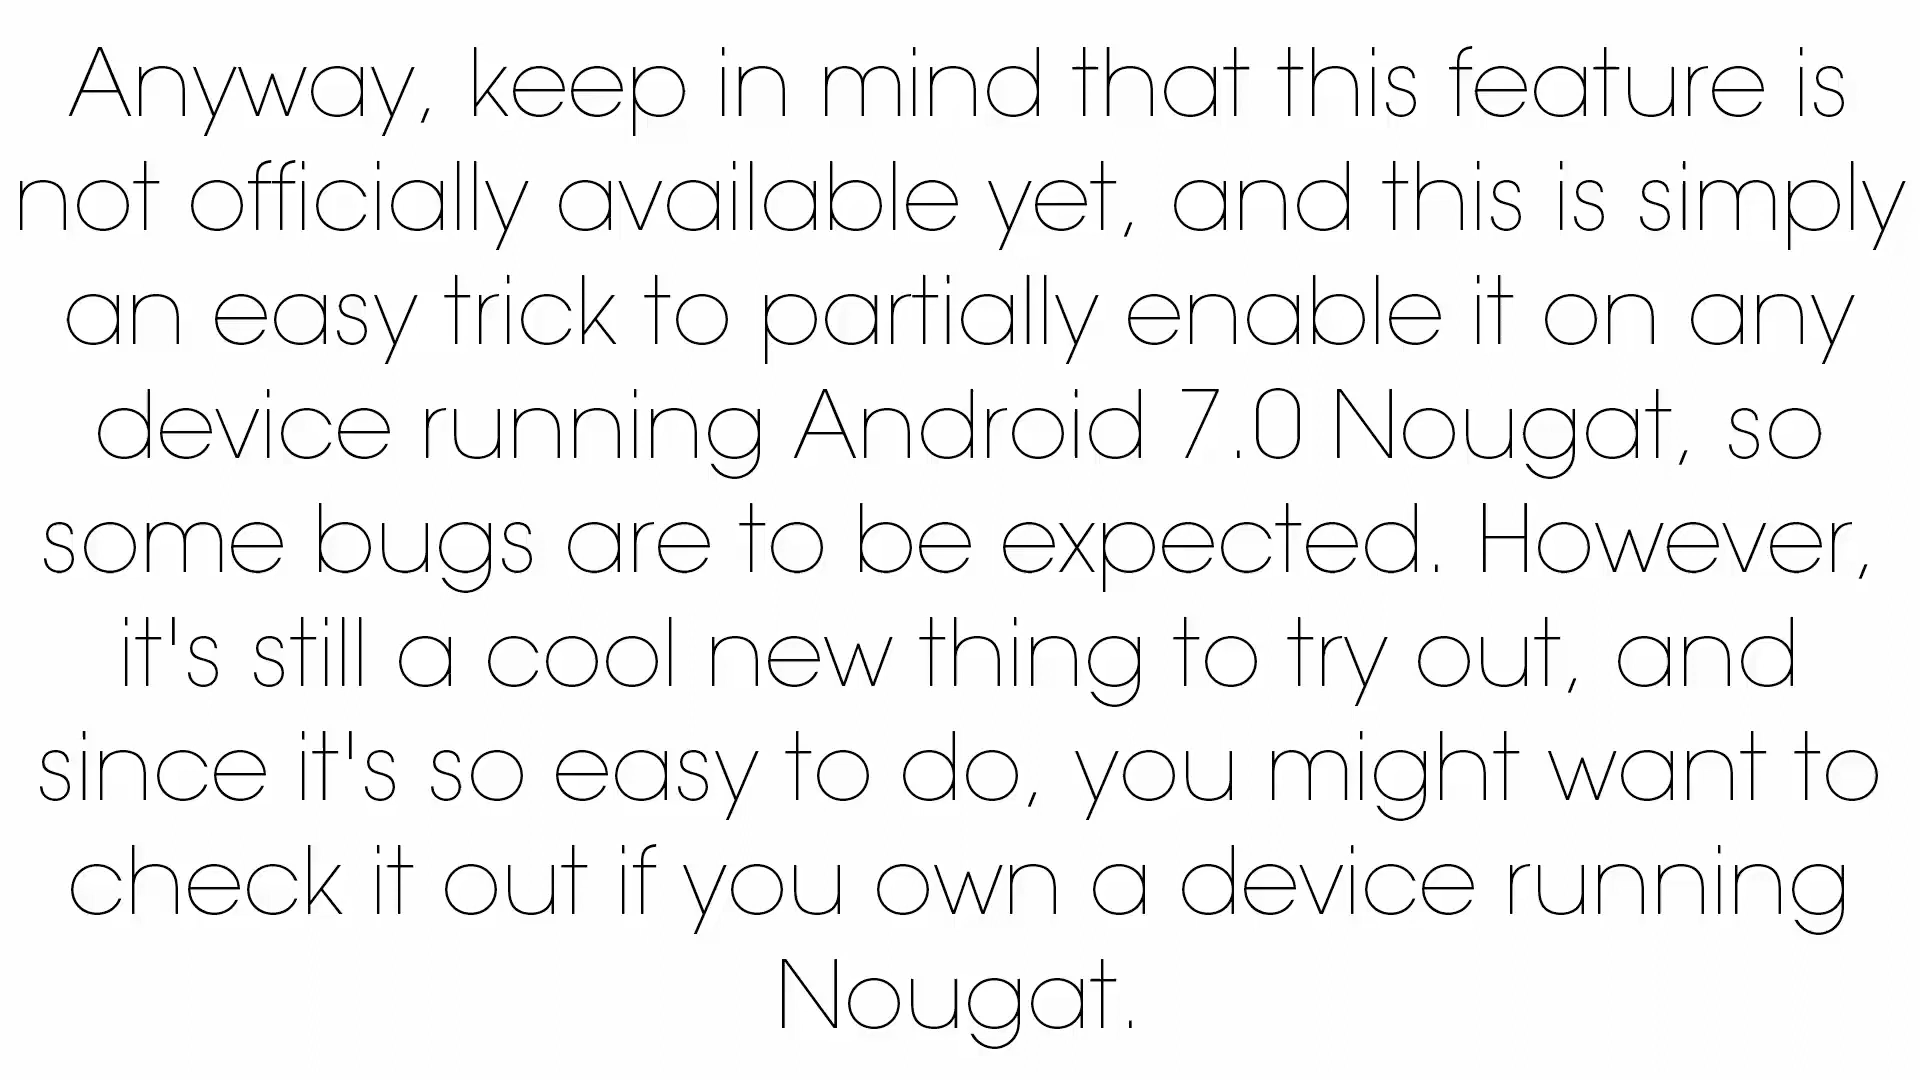 Anyway, keep in mind that this feature is
not officially available yet, and this is simply
an easy trick to partially enable it on any
device running Android 7.0 Nougat, so
some bugs are to be expected. However,
it's still a cool new thing to try out, and
since it's so easy to do, you might want to
check it out if you own a device running
Nougat.